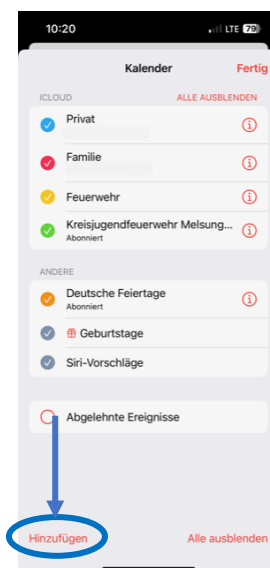 10:20
LTE 79
Kalender
Fertig
ICLOUD
ALLE AUSBLENDEN
Privat
Familie
Feuerwehr
Kreisjugendfeuerwehr Melsung...
Abonniert
ANDERE
Deutsche Feiertage
Abonniert
Geburtstage
Siri-Vorschläge
Abgelehnte Ereignisse
Hinzufügen
Alle ausblenden